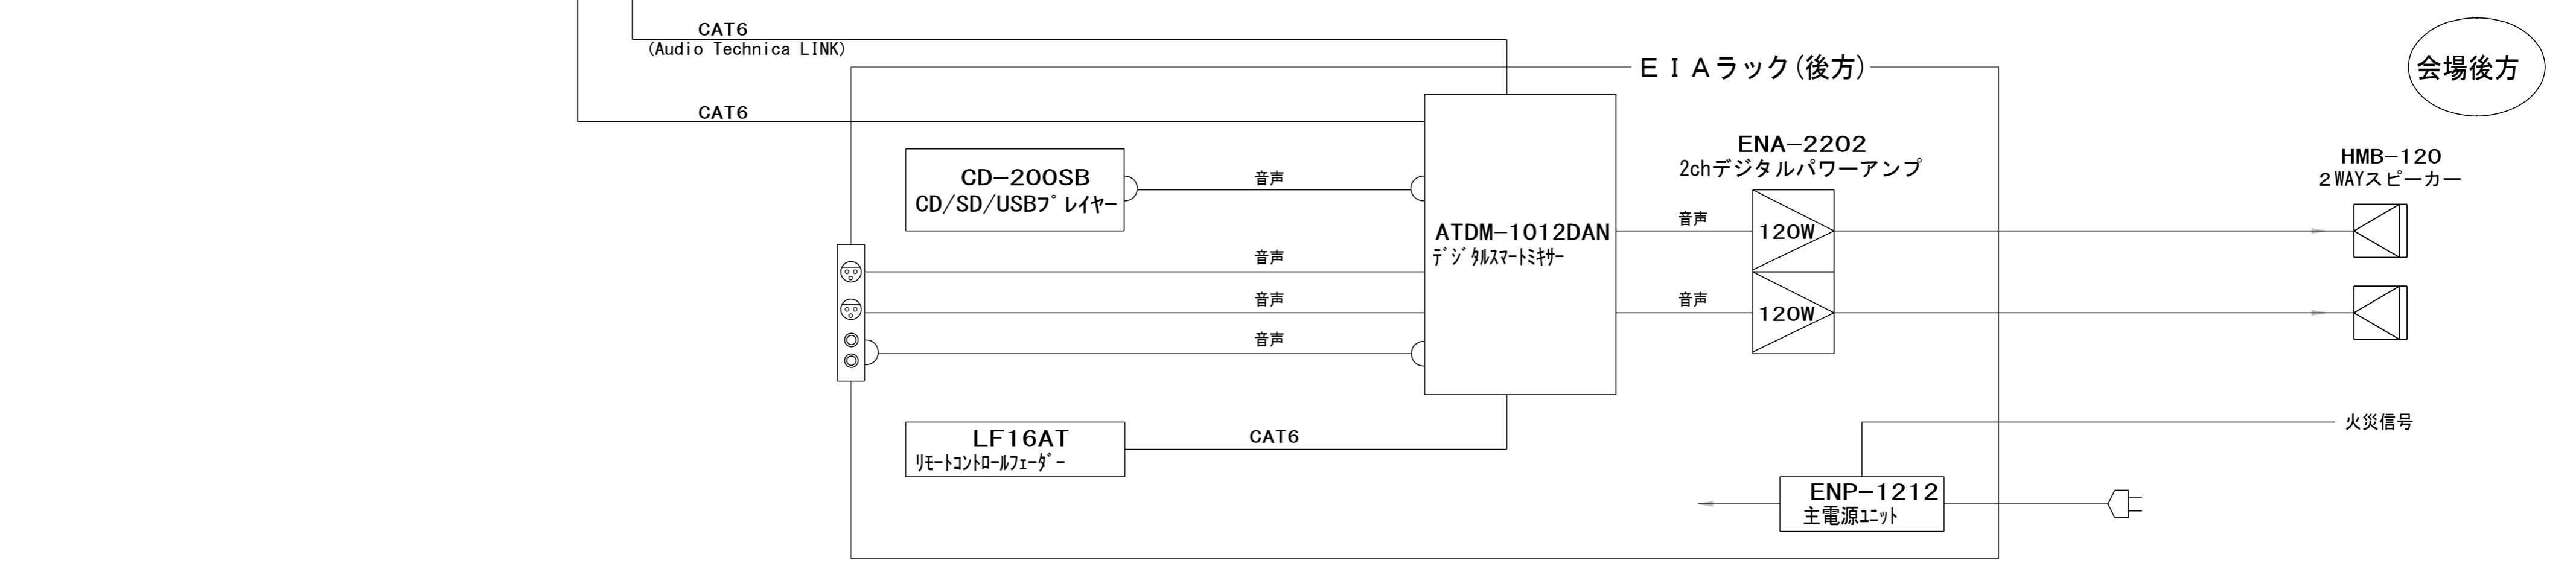 CAT6
(Audio Technica LINK)
ＥＩＡラック(後方)
会場後方
CAT6
ENA-2202
2chデジタルパワーアンプ
HMB-120
２WAYスピーカー
CD-200SB
CD/SD/USBﾌﾟﾚｲﾔｰ
音声
ATDM-1012DAN
ﾃﾞｼﾞﾀﾙｽﾏｰﾄﾐｷｻｰ
音声
120W
音声
音声
音声
120W
音声
LF16AT
ﾘﾓｰﾄｺﾝﾄﾛｰﾙﾌｪｰﾀﾞｰ
CAT6
火災信号
ENP-1212
主電源ﾕﾆｯﾄ